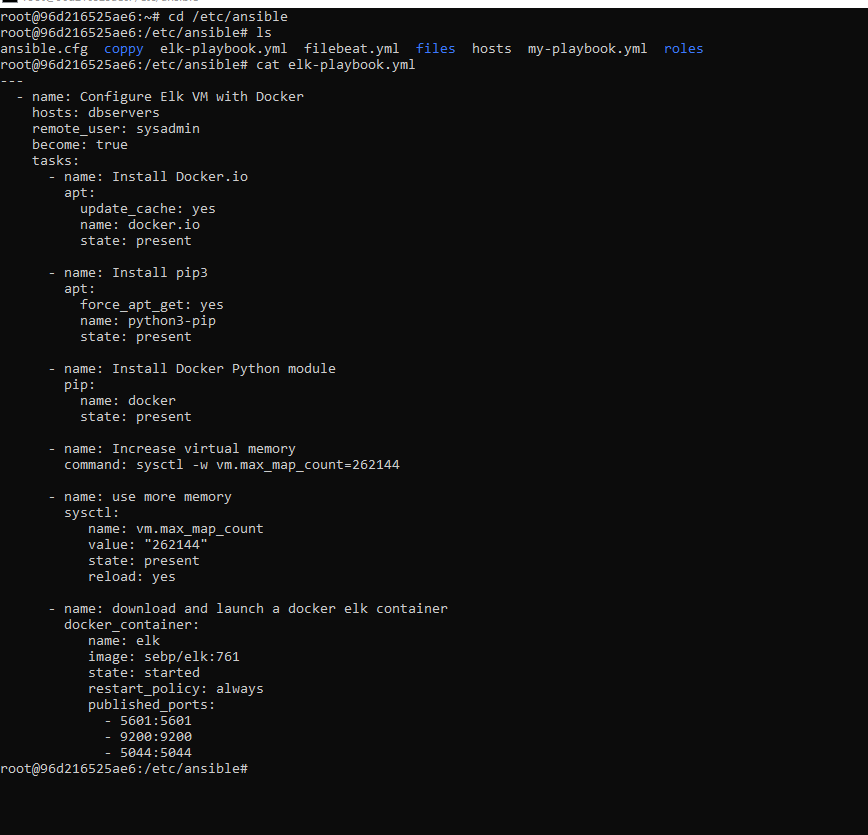 root@96d216525ae6:~# cd /etc/ansible
root@96d216525ae6:/etc/ansible# ls
ansible.cfg  coppy  elk-playbook.yml  filebeat.yml  files  hosts  my-playbook.yml  roles
root@96d216525ae6:/etc/ansible# cat elk-playbook.yml
---
  - name: Configure Elk VM with Docker
    hosts: dbservers
    remote_user: sysadmin
    become: true
    tasks:
      - name: Install Docker.io
        apt:
          update_cache: yes
          name: docker.io
          state: present

      - name: Install pip3
        apt:
          force_apt_get: yes
          name: python3-pip
          state: present

      - name: Install Docker Python module
        pip:
          name: docker
          state: present

      - name: Increase virtual memory
        command: sysctl -w vm.max_map_count=262144

      - name: use more memory
        sysctl:
           name: vm.max_map_count
           value: "262144"
           state: present
           reload: yes

      - name: download and launch a docker elk container
        docker_container:
           name: elk
           image: sebp/elk:761
           state: started
           restart_policy: always
           published_ports:
             - 5601:5601
             - 9200:9200
             - 5044:5044
root@96d216525ae6:/etc/ansible#